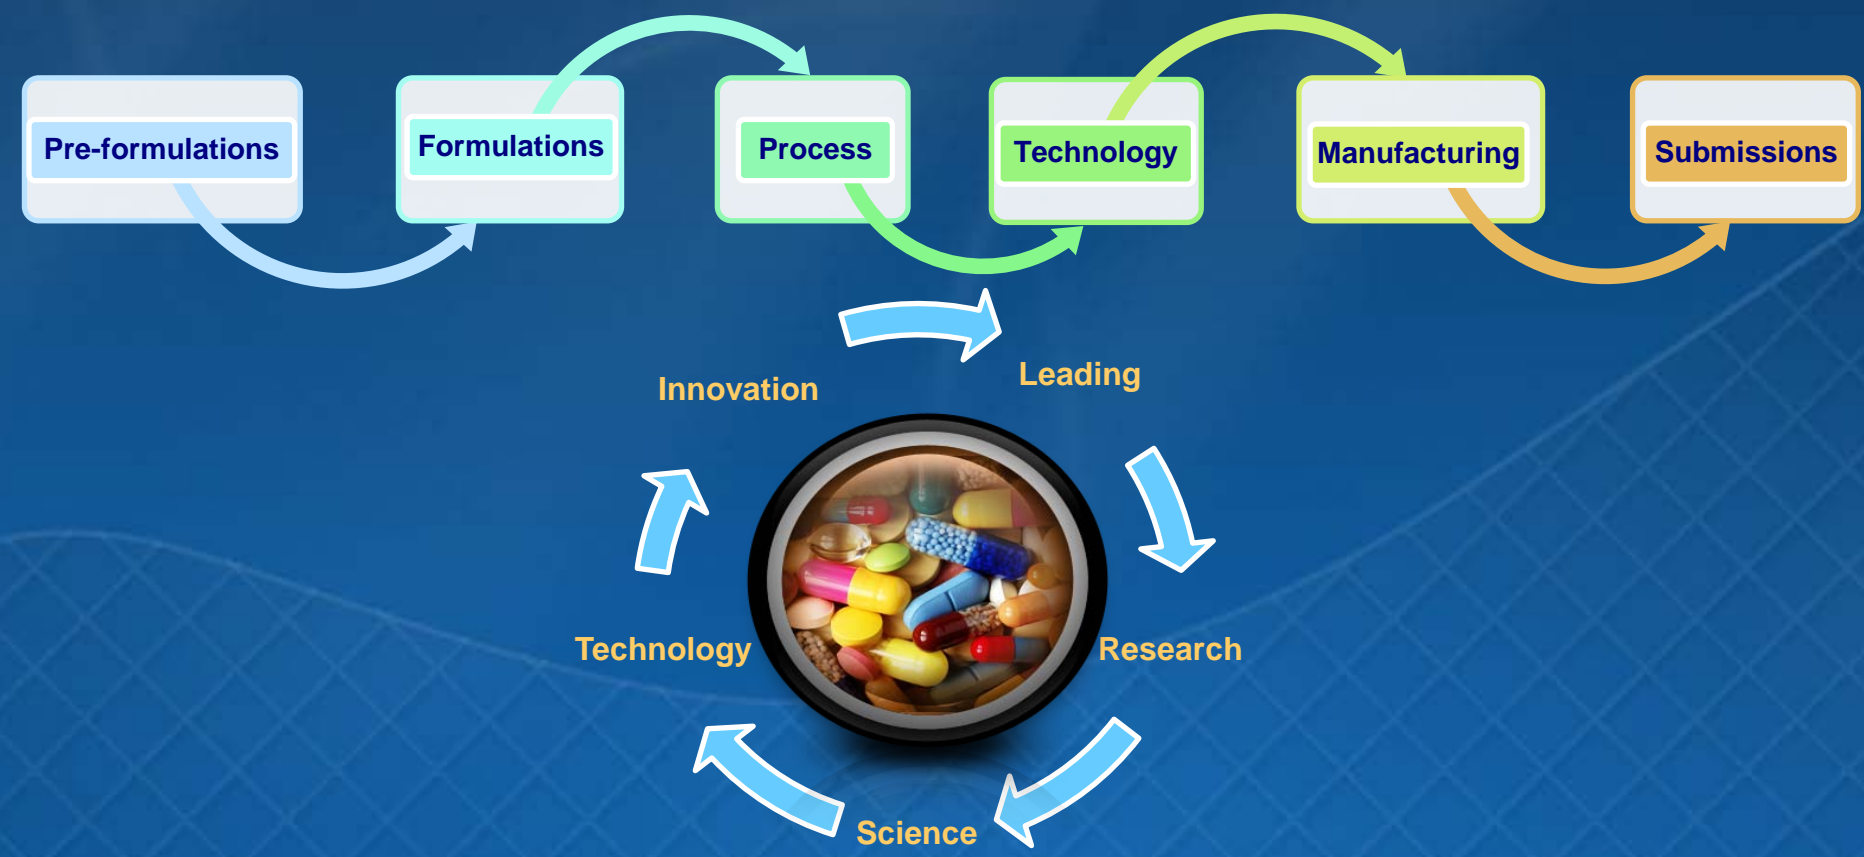 Pre-formulations
Formulations
Process
Technology
Manufacturing
Submissions
Innovation
Leading
Technology
Research
Science